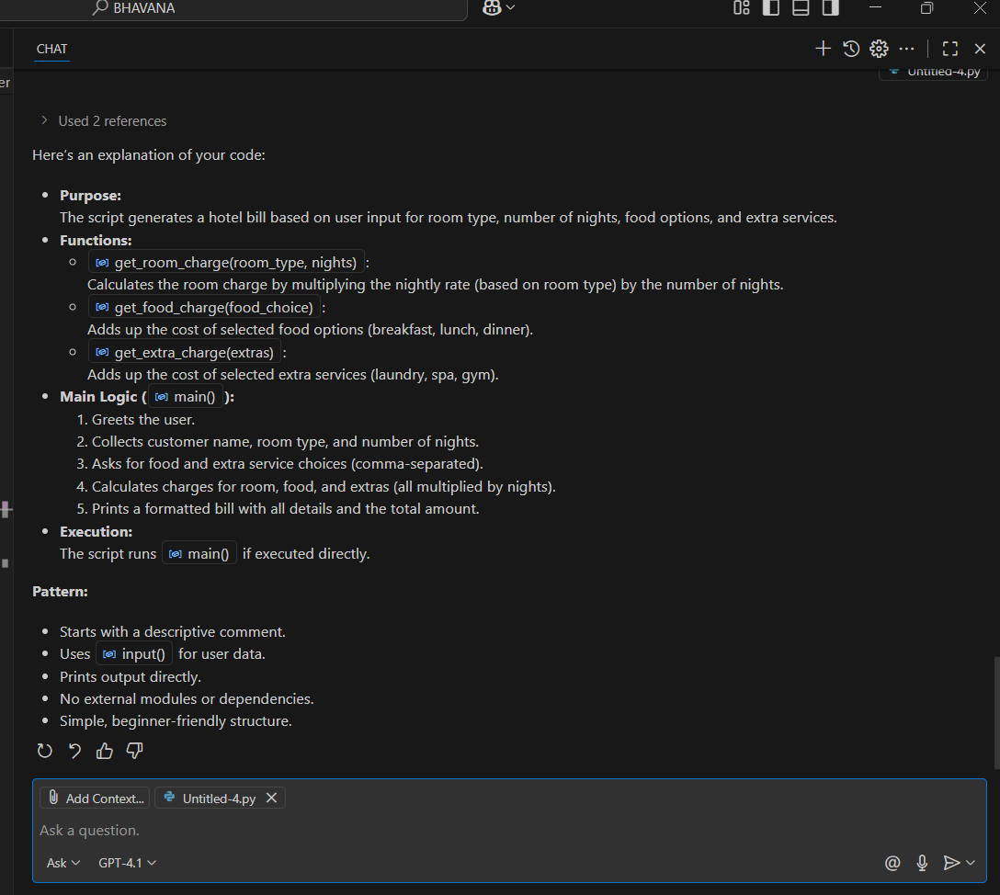 BHAVANA
CHAT
er
Untitled-4.py
Used 2 references
Here's an explanation of your code:
Purpose:
The script generates a hotel bill based on user input for room type, number of nights, food options, and extra services.
Functions:
get_room_charge(room_type, nights) :
Calculates the room charge by multiplying the nightly rate (based on room type) by the number of nights.
get_food_charge(food_choice) :
Adds up the cost of selected food options (breakfast, lunch, dinner).
get_extra_charge(extras) :
Adds up the cost of selected extra services (laundry, spa, gym).
Main Logic ( main() ):
1. Greets the user.
2. Collects customer name, room type, and number of nights.
3. Asks for food and extra service choices (comma-separated).
4. Calculates charges for room, food, and extras (all multiplied by nights).
5. Prints a formatted bill with all details and the total amount.
Execution:
The script runs main() if executed directly.
Pattern:
Starts with a descriptive comment.
Uses input() for user data.
Prints output directly.
No external modules or dependencies.
Simple, beginner-friendly structure.
Add Context... Untitled-4.py
Ask a question.
Ask GPT-4.1